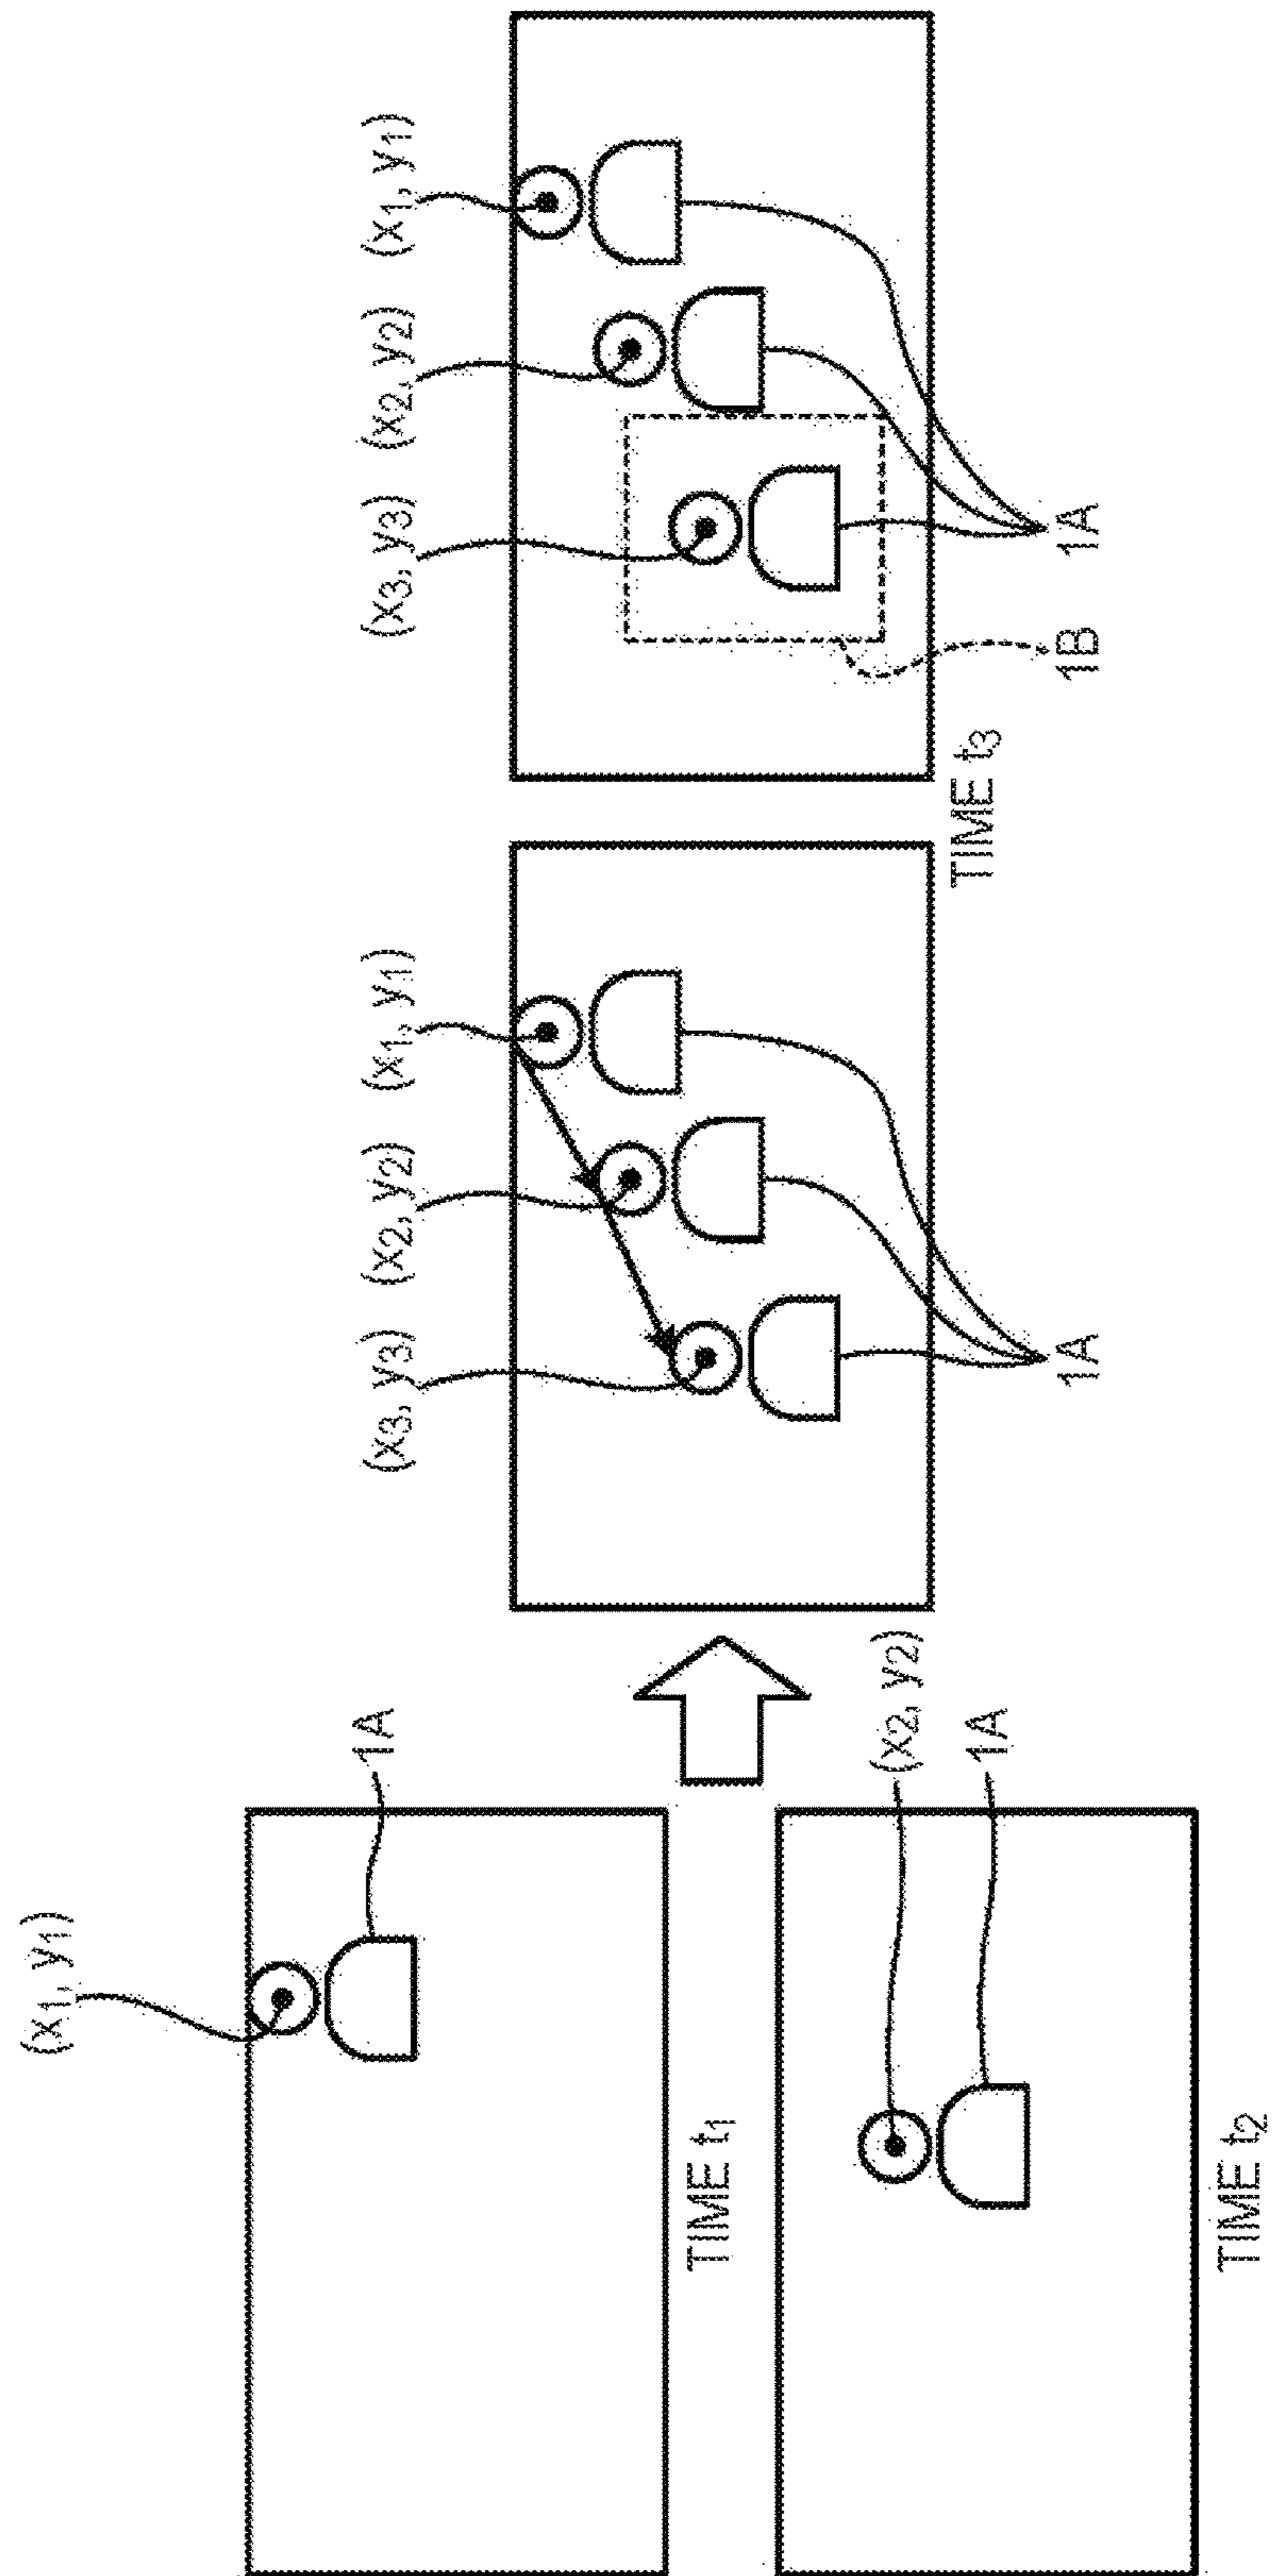 (x₁, y₁)
1A
TIME t₁
(x₂, y₂)
1A
TIME t₂
(x₃, y₃) (x₂, y₂) (x₁, y₁)
1A
(x₃, y₃) (x₂, y₂) (x₁, y₁)
1B 1A
TIME t₃